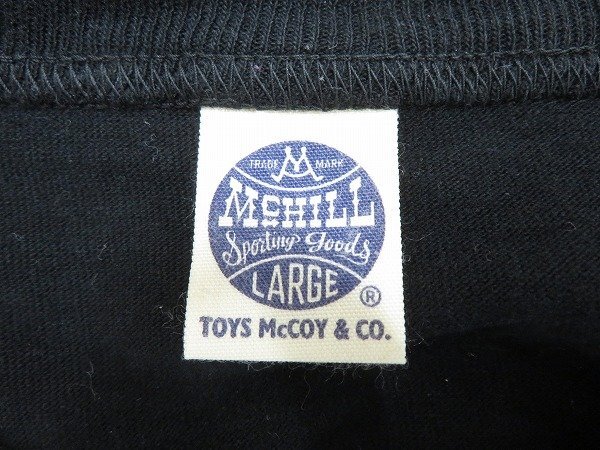 TRADE M MARK
McHILL
Sporting Goods
LARGE ®
TOYS McCOY & CO.